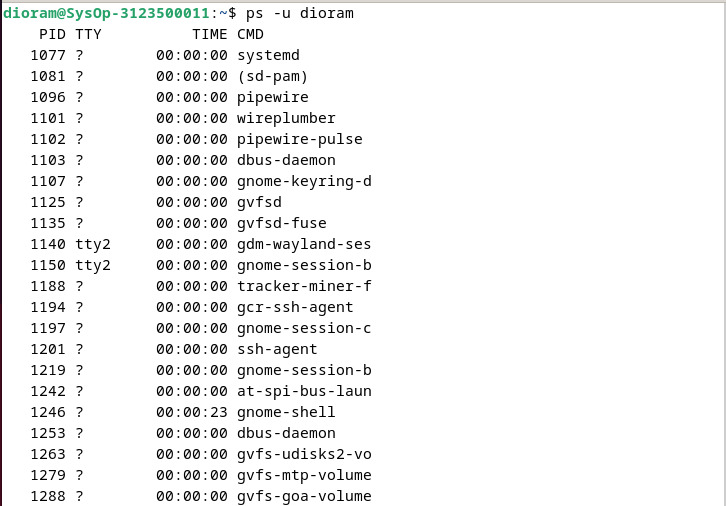 dioram@SysOp-3123500011:~$ ps -u dioram
    PID TTY          TIME CMD
   1077 ?        00:00:00 systemd
   1081 ?        00:00:00 (sd-pam)
   1096 ?        00:00:00 pipewire
   1101 ?        00:00:00 wireplumber
   1102 ?        00:00:00 pipewire-pulse
   1103 ?        00:00:00 dbus-daemon
   1107 ?        00:00:00 gnome-keyring-d
   1125 ?        00:00:00 gvfsd
   1135 ?        00:00:00 gvfsd-fuse
   1140 tty2     00:00:00 gdm-wayland-ses
   1150 tty2     00:00:00 gnome-session-b
   1188 ?        00:00:00 tracker-miner-f
   1194 ?        00:00:00 gcr-ssh-agent
   1197 ?        00:00:00 gnome-session-c
   1201 ?        00:00:00 ssh-agent
   1219 ?        00:00:00 gnome-session-b
   1242 ?        00:00:00 at-spi-bus-laun
   1246 ?        00:00:23 gnome-shell
   1253 ?        00:00:00 dbus-daemon
   1263 ?        00:00:00 gvfs-udisks2-vo
   1279 ?        00:00:00 gvfs-mtp-volume
   1288 ?        00:00:00 gvfs-goa-volume